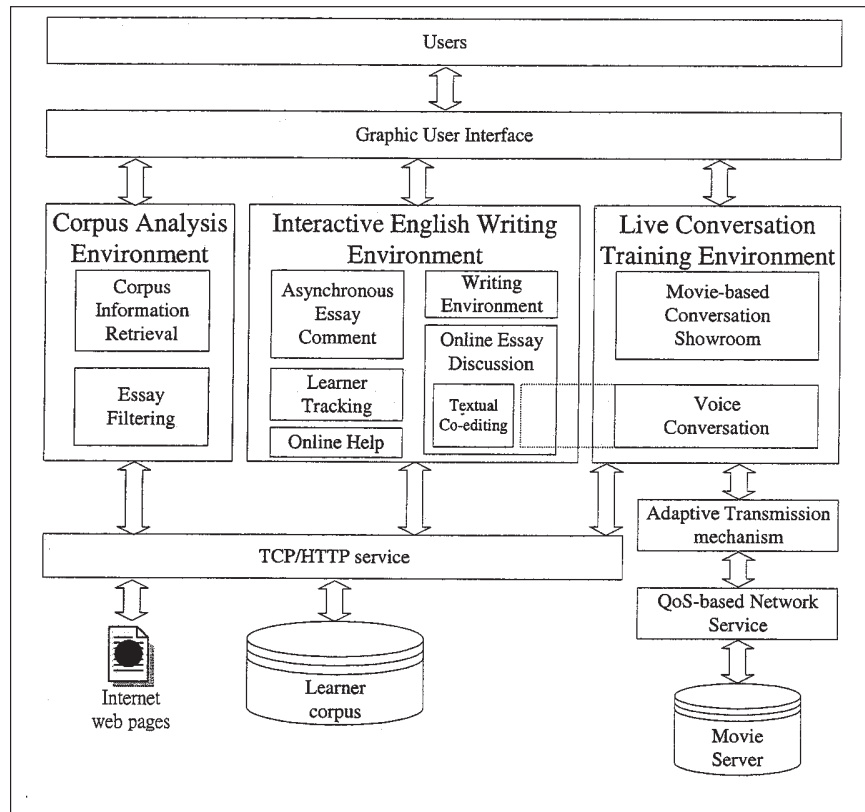 Users
Graphic User Interface
Corpus Analysis
Environment
Corpus
Information
Retrieval
Essay
Filtering
Interactive English Writing
Environment
Asynchronous
Essay
Comment
Learner
Tracking
Online Help
Writing
Environment
Online Essay
Discussion
Textual
Co-editing
Live Conversation
Training Environment
Movie-based
Conversation
Showroom
Voice
Conversation
Adaptive Transmission
mechanism
TCP/HTTP service
QoS-based Network
Service
Internet
web pages
Learner
corpus
Movie
Server